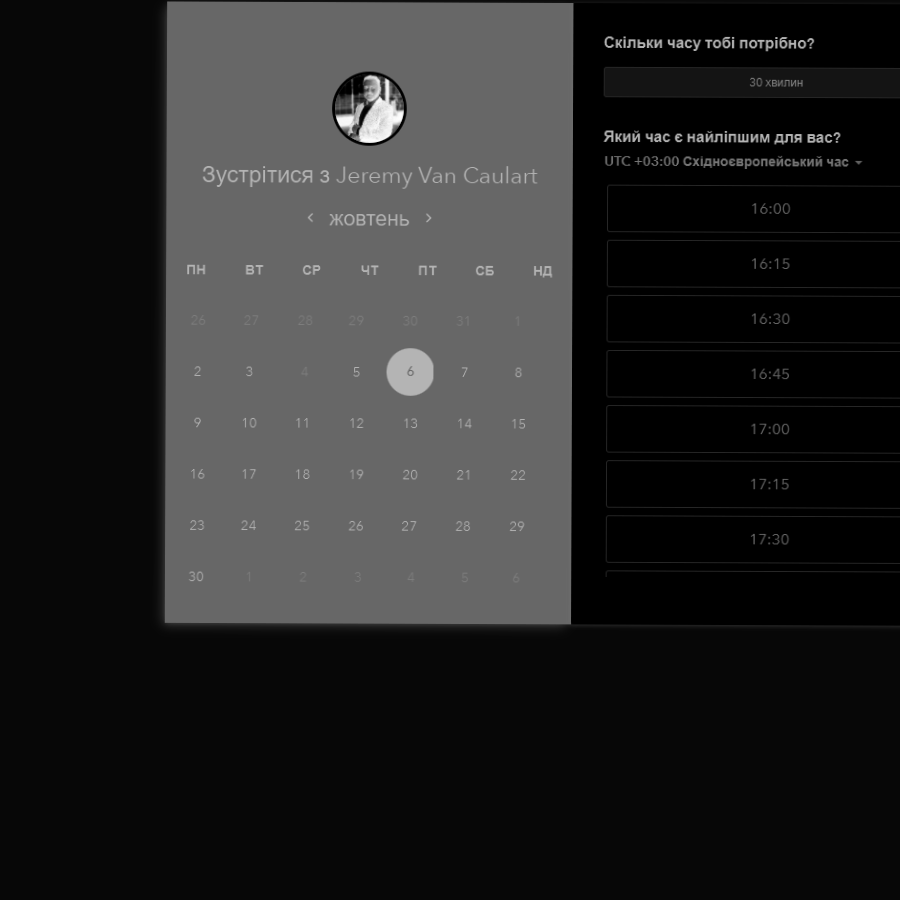 Зустрітися з Jeremy Van Caulart
жовтень
ПН ВТ СР ЧТ ПТ СБ НД
26 27 28 29 30 31 1
2 3 4 5 6 7 8
9 10 11 12 13 14 15
16 17 18 19 20 21 22
23 24 25 26 27 28 29
30 1 2 3 4 5 6
Скільки часу тобі потрібно?
30 хвилин
Який час є найліпшим для вас?
UTC +03:00 Східноєвропейський час
16:00
16:15
16:30
16:45
17:00
17:15
17:30